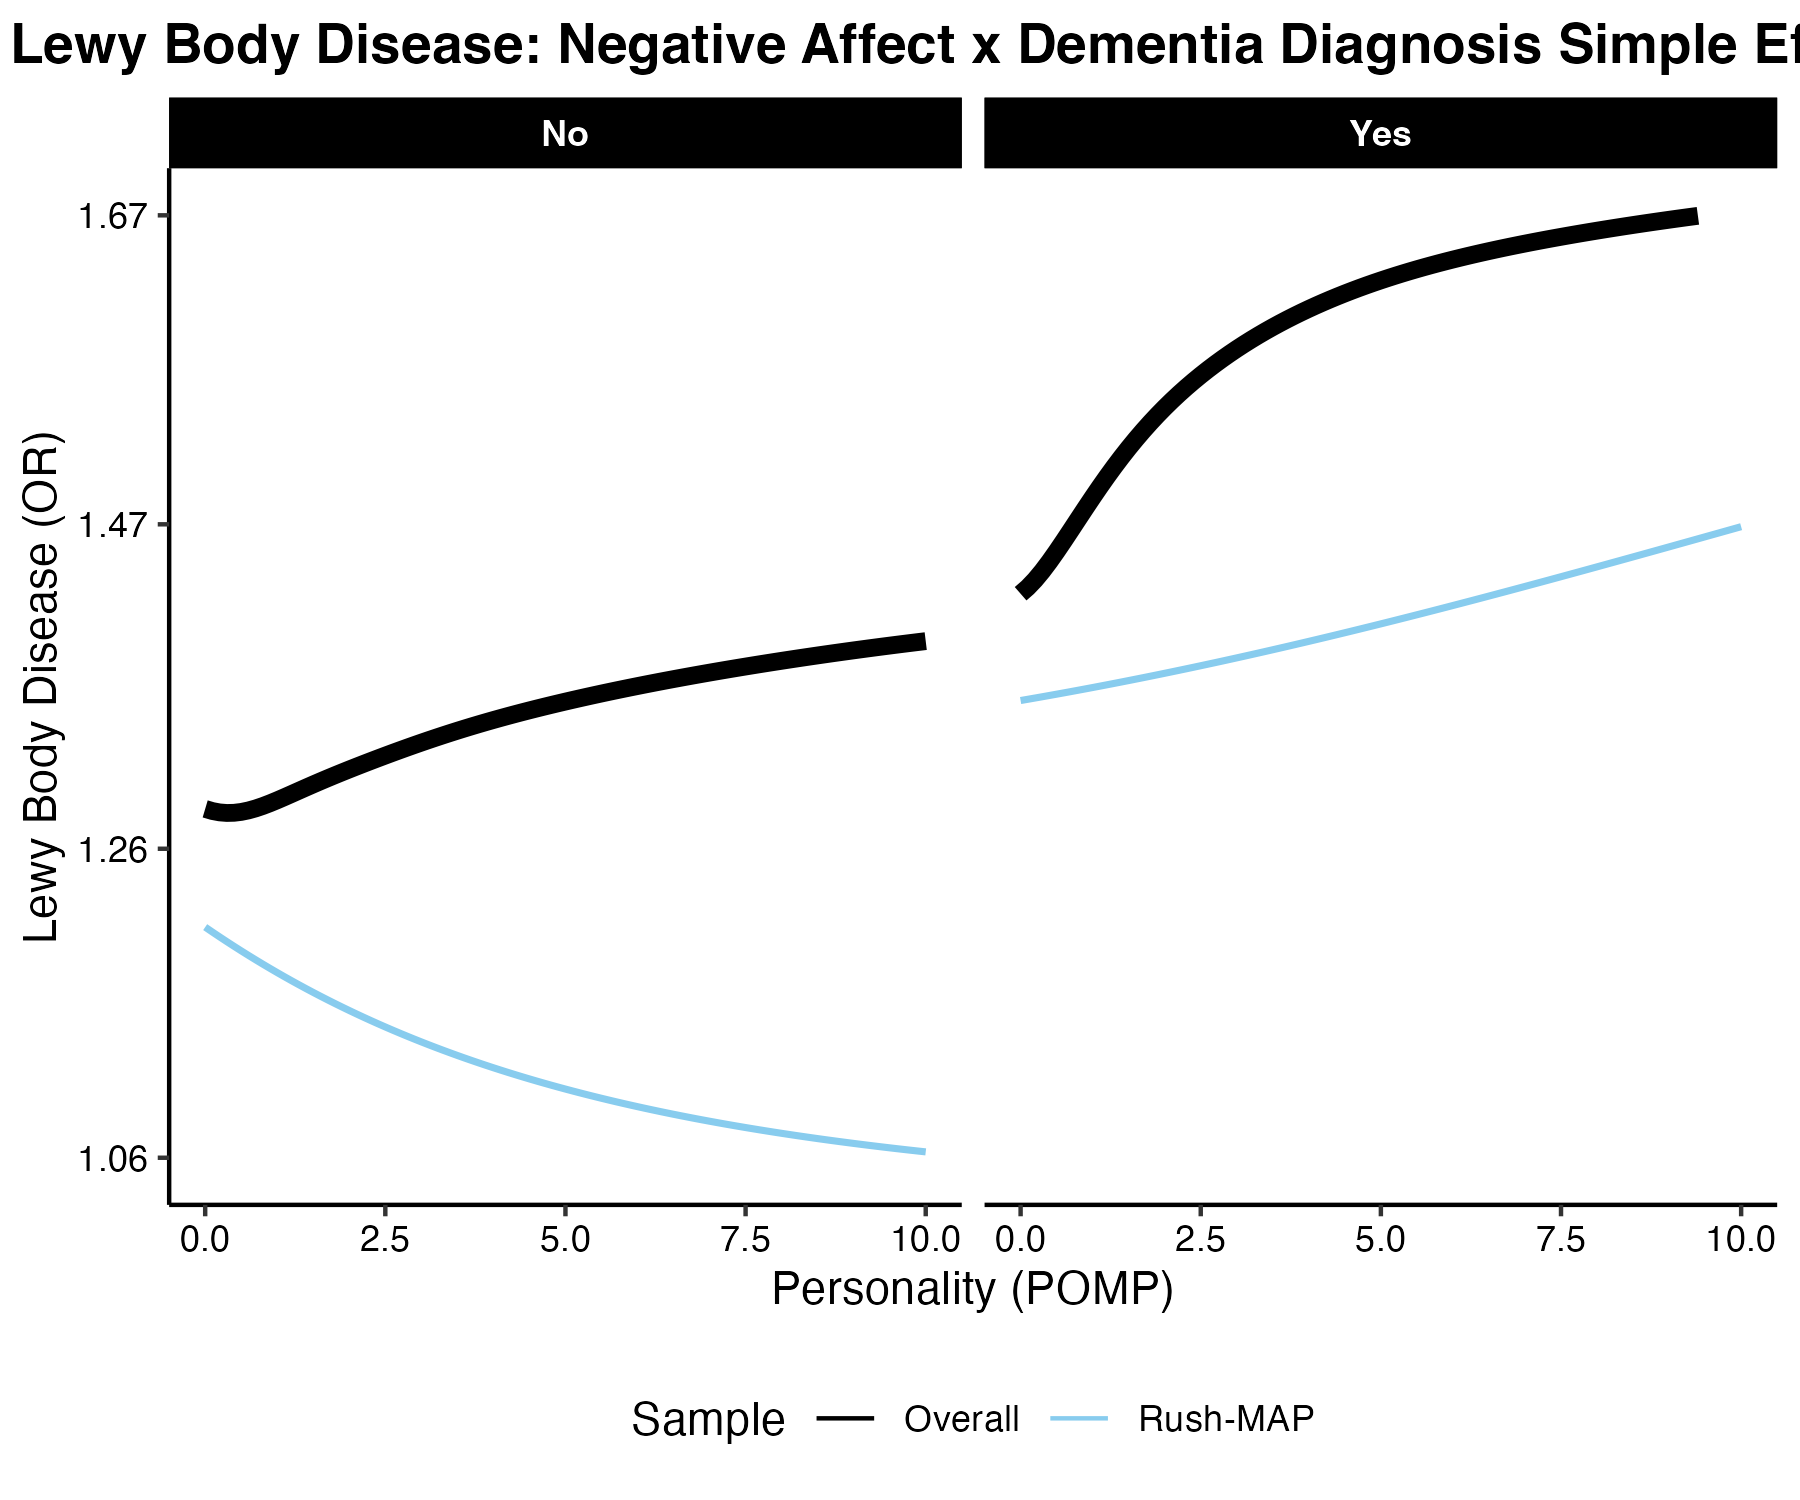 Lewy Body Disease: Negative Affect x Dementia Diagnosis Simple Ef
No
Yes
1.67
1.47
1.26
1.06
Lewy Body Disease (OR)
0.0 2.5 5.0 7.5 10.0 0.0 2.5 5.0 7.5 10.0
Personality (POMP)
Sample Overall Rush-MAP